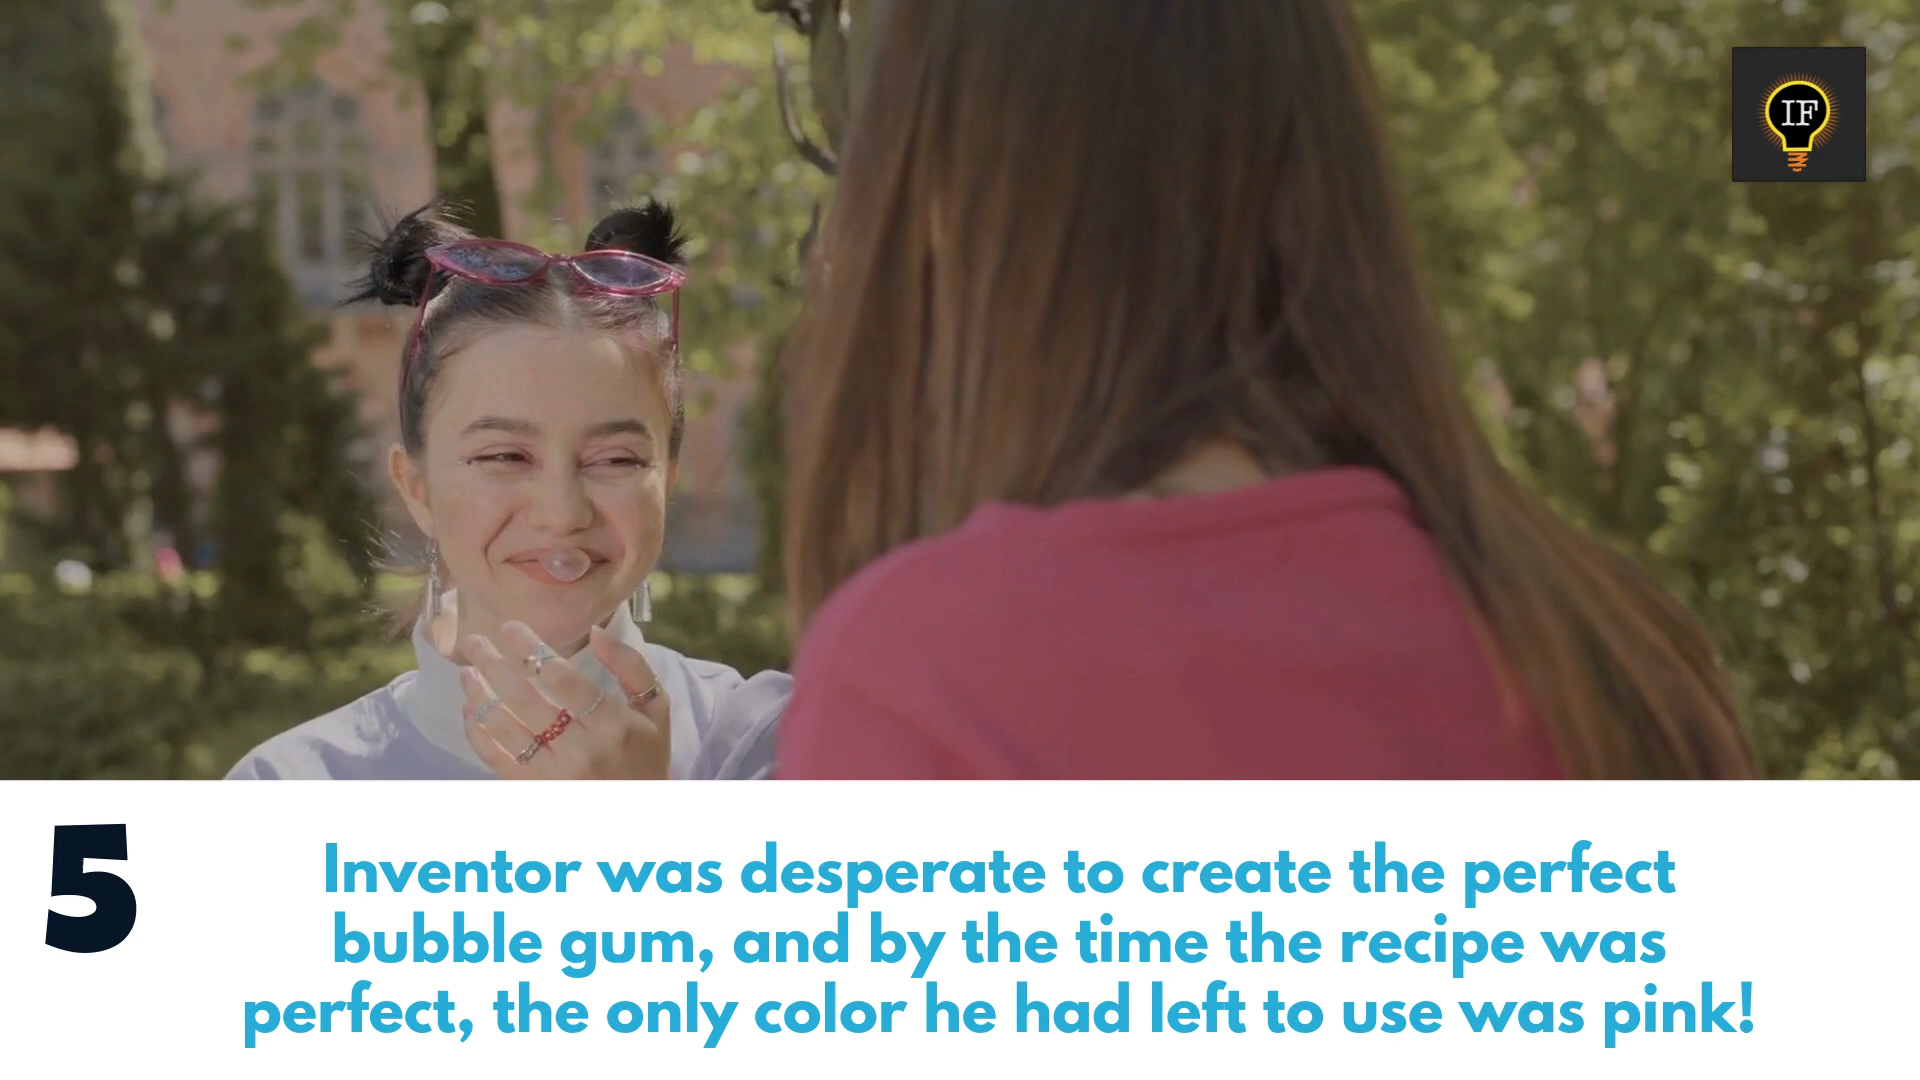 IF
5
Inventor was desperate to create the perfect
bubble gum, and by the time the recipe was
perfect, the only color he had left to use was pink!